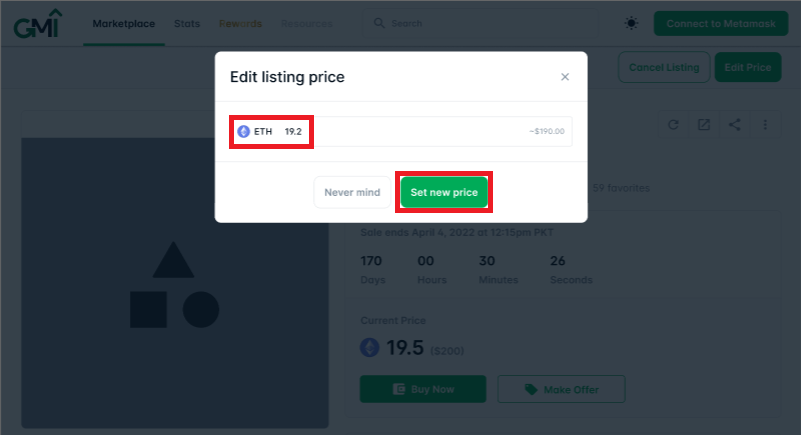 GMI
Marketplace Stats Rewards Resources Search Connect to Metamask
Cancel Listing Edit Price
Edit listing price
ETH 19.2 ~$190.00
Never mind Set new price
59 favorites
Sale ends April 4, 2022 at 12:15pm PKT
170 00 30 26
Days Hours Minutes Seconds
Current Price
19.5 ($200)
Buy Now Make Offer